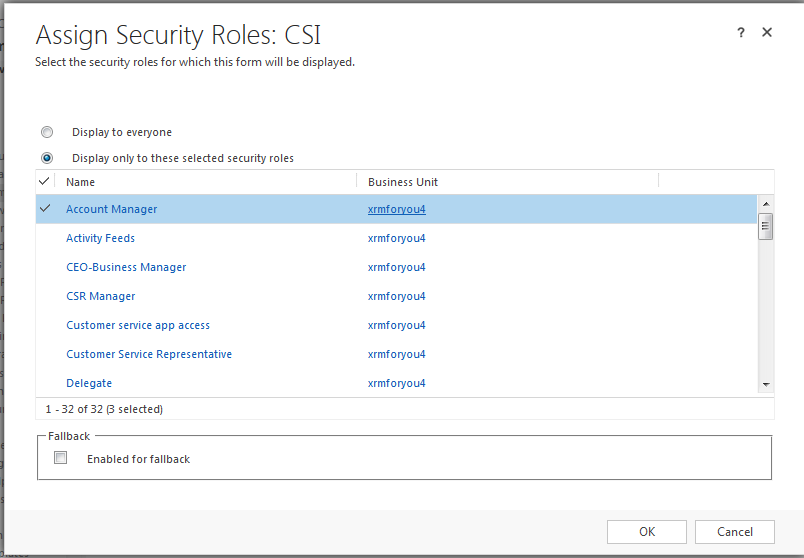 Assign Security Roles: CSI
?
Select the security roles for which this form will be displayed.
Display to everyone
Display only to these selected security roles
Name Business Unit
Account Manager xrmforyou4
Activity Feeds xrmforyou4
CEO-Business Manager xrmforyou4
CSR Manager xrmforyou4
Customer service app access xrmforyou4
Customer Service Representative xrmforyou4
Delegate xrmforyou4
1 - 32 of 32 (3 selected)
Fallback
Enabled for fallback
OK Cancel